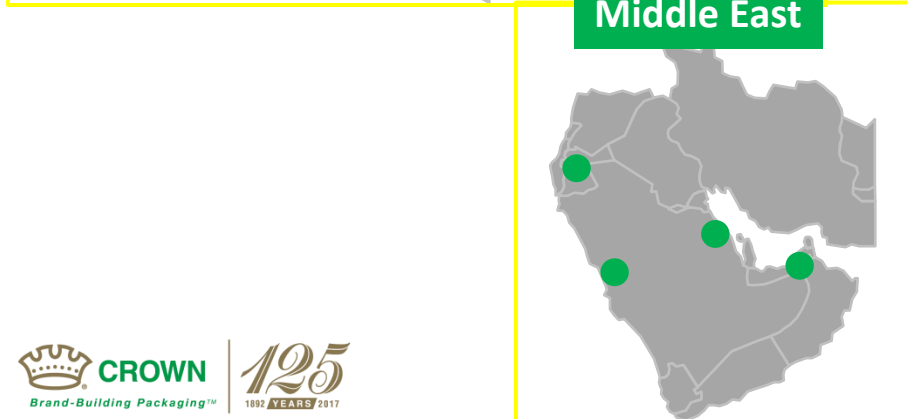 Middle East
CROWN
Brand-Building Packaging™
125
1892 YEARS 2017